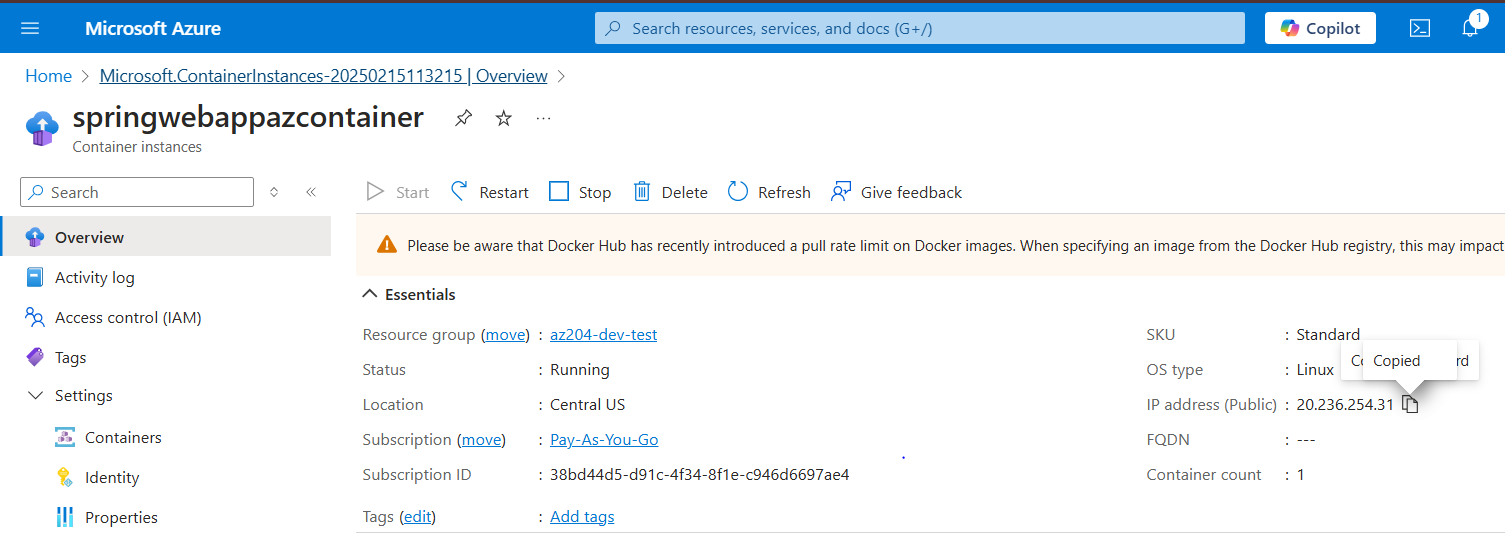 Microsoft Azure
Search resources, services, and docs (G+/)
Copilot
1
Home > Microsoft.ContainerInstances-20250215113215 | Overview >
springwebappazcontainer
...
Container instances
Search
Start Restart Stop Delete Refresh Give feedback
Overview
Activity log
Access control (IAM)
Tags
Settings
Containers
Identity
Properties
Please be aware that Docker Hub has recently introduced a pull rate limit on Docker images. When specifying an image from the Docker Hub registry, this may impact
Essentials
Resource group (move) : az204-dev-test
Status : Running
Location : Central US
Subscription (move) : Pay-As-You-Go
Subscription ID : 38bd44d5-d91c-4f34-8f1e-c946d6697ae4
Tags (edit) : Add tags
SKU : Standard
Copied
OS type : Linux
IP address (Public) : 20.236.254.31
FQDN : ---
Container count : 1